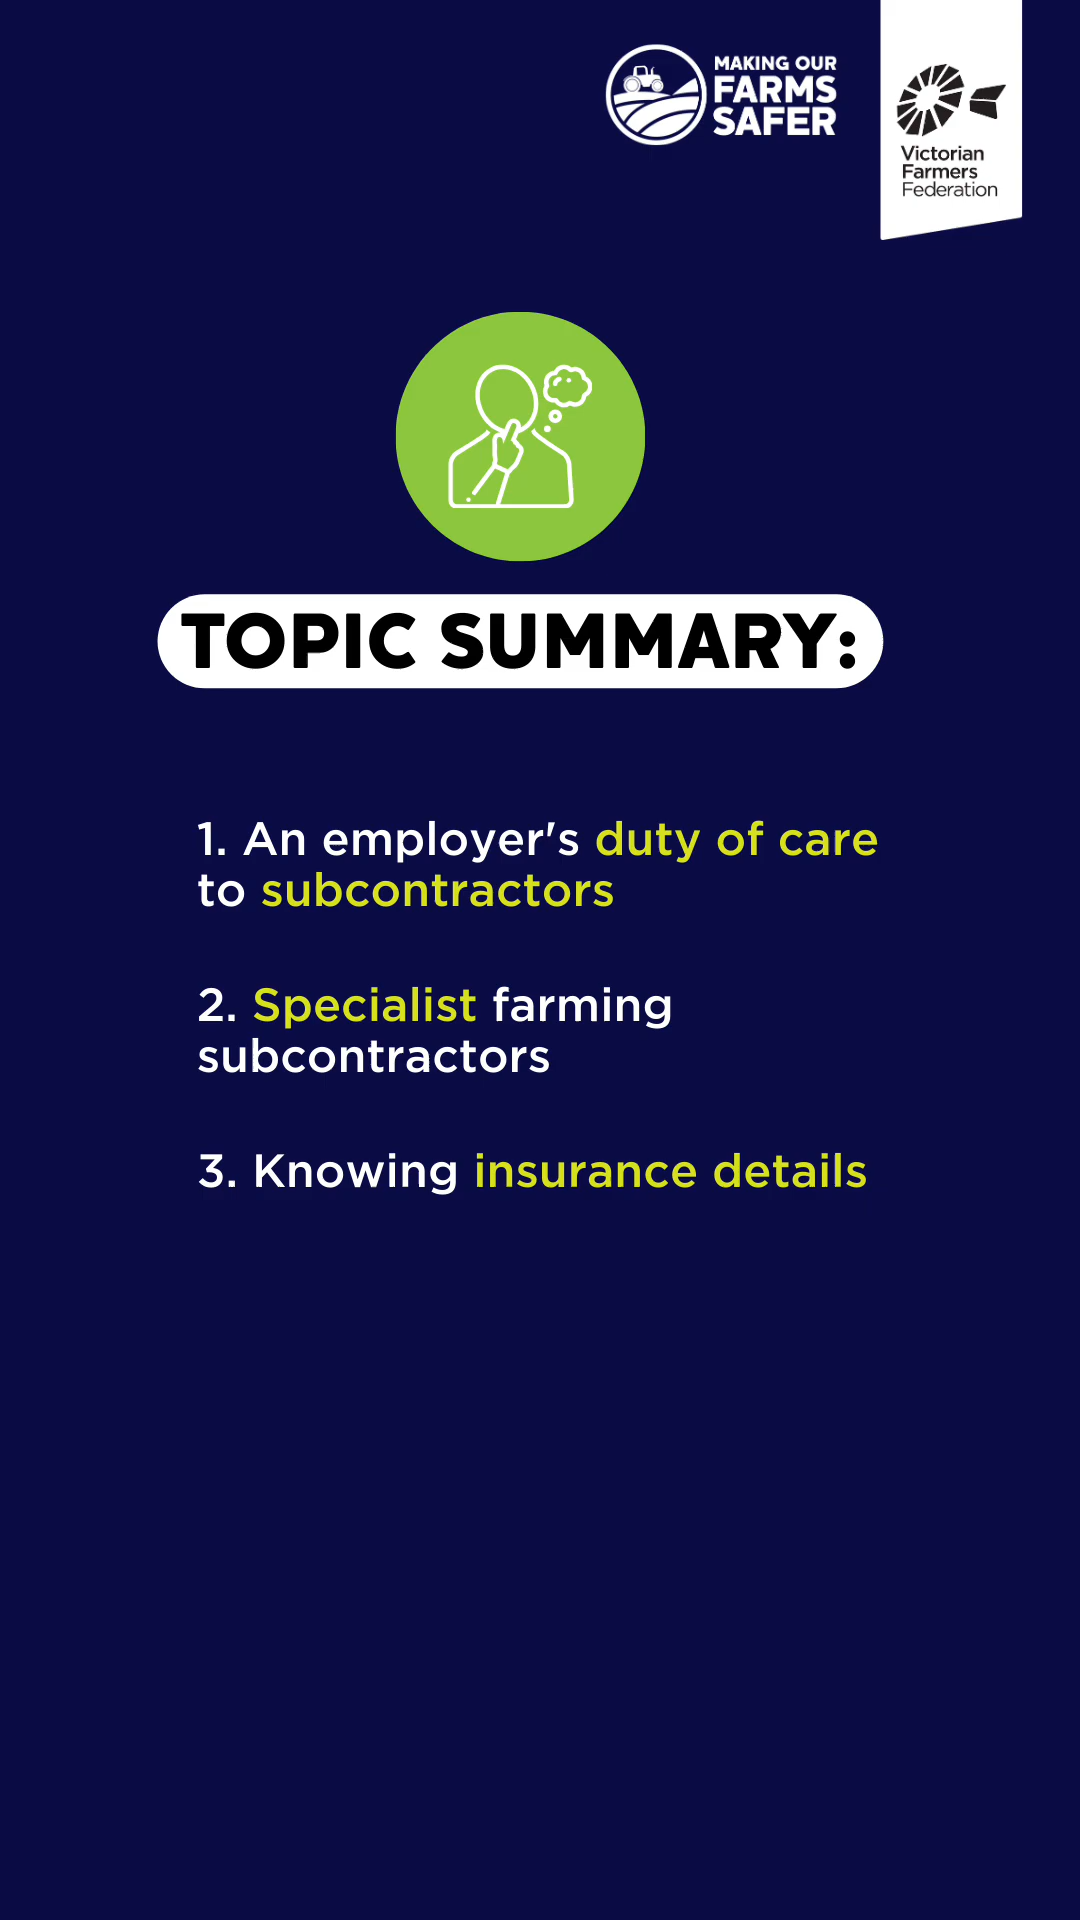 MAKING OUR
FARMS
SAFER
Victorian
Farmers
Federation
TOPIC SUMMARY:
1. An employer's duty of care
to subcontractors
2. Specialist farming
subcontractors
3. Knowing insurance details